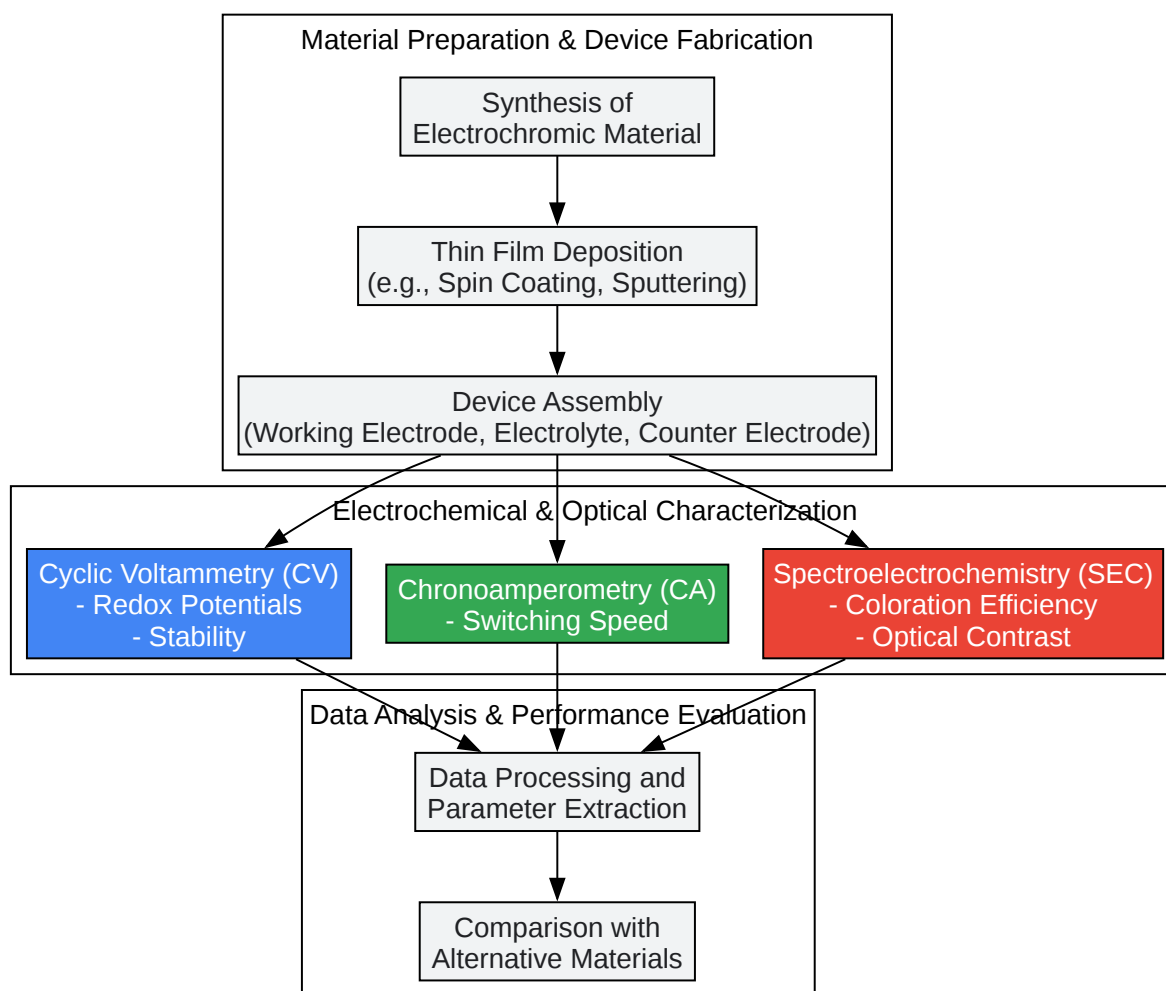 Material Preparation & Device Fabrication
Synthesis of
Electrochromic Material
Thin Film Deposition
(e.g., Spin Coating, Sputtering)
Device Assembly
(Working Electrode, Electrolyte, Counter Electrode)
Electrochemical & Optical Characterization
Cyclic Voltammetry (CV)
- Redox Potentials
- Stability
Chronoamperometry (CA)
- Switching Speed
Spectroelectrochemistry (SEC)
- Coloration Efficiency
- Optical Contrast
Data Analysis & Performance Evaluation
Data Processing and
Parameter Extraction
Comparison with
Alternative Materials